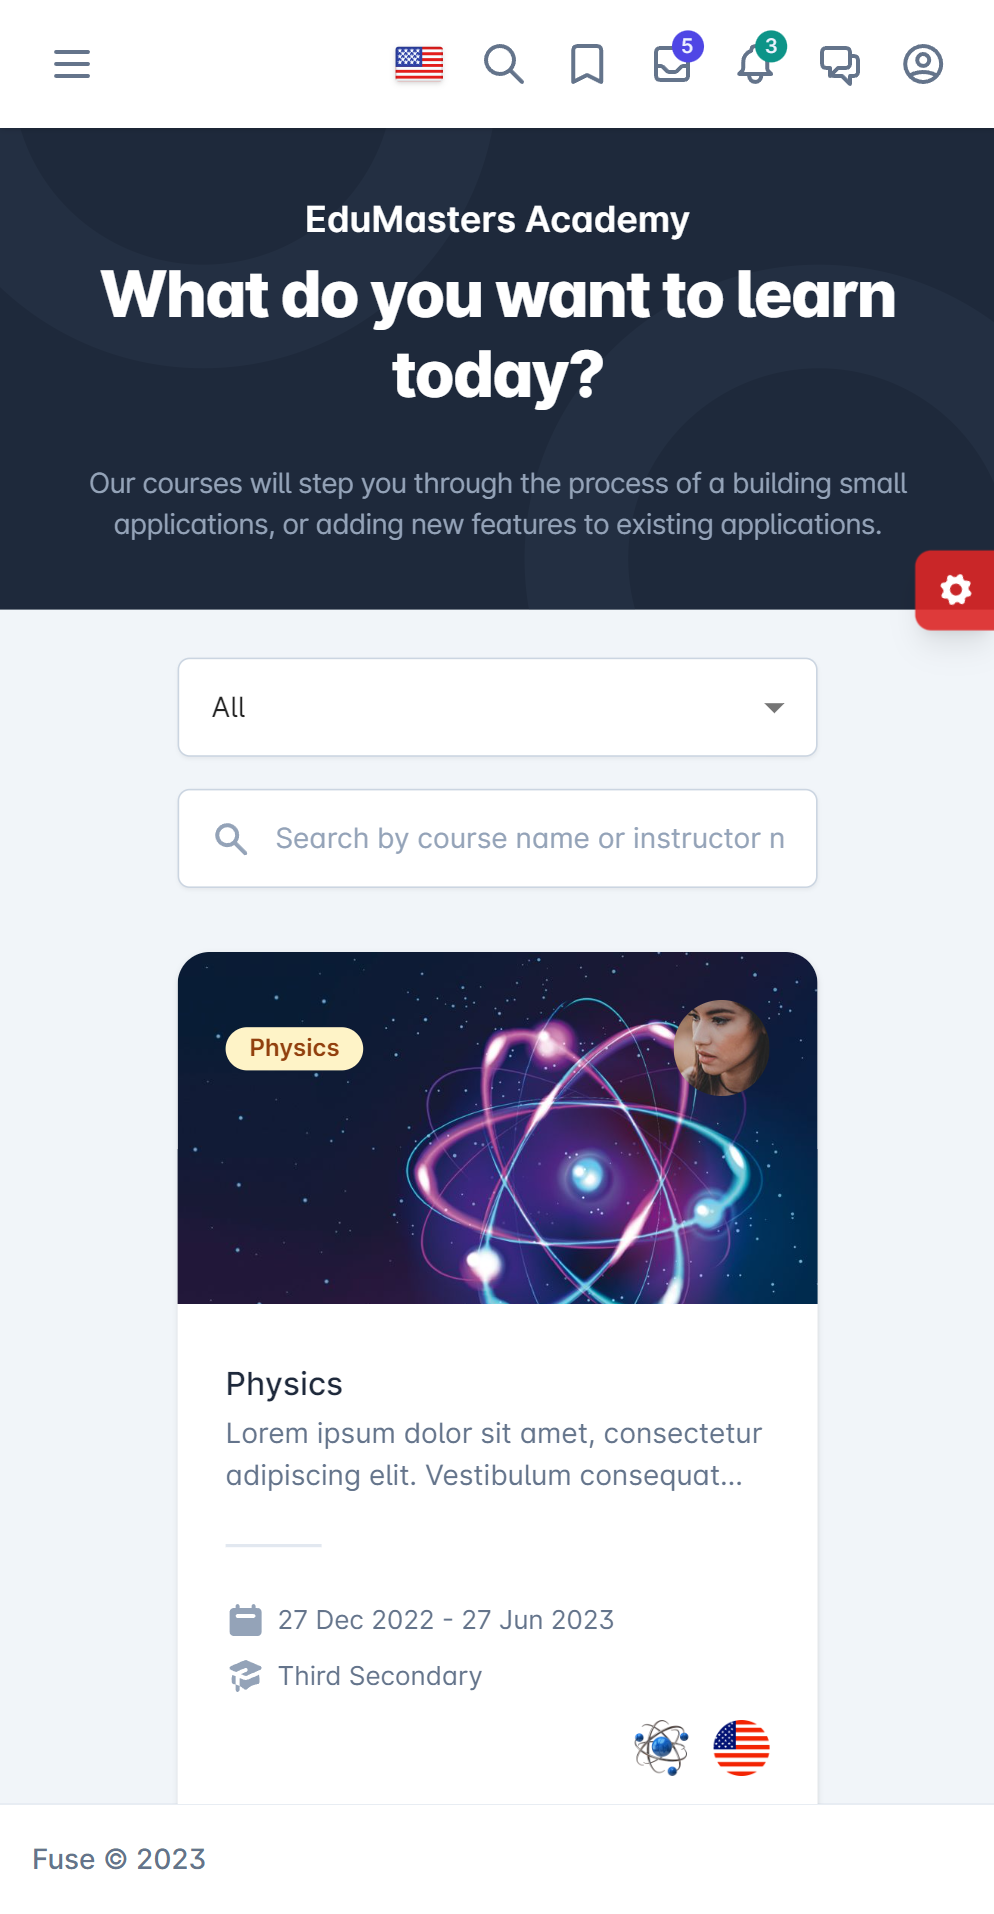 5
3
EduMasters Academy
What do you want to learn
today?
Our courses will step you through the process of a building small
applications, or adding new features to existing applications.
All
Search by course name or instructor n
Physics
Physics
Lorem ipsum dolor sit amet, consectetur
adipiscing elit. Vestibulum consequat...
27 Dec 2022 - 27 Jun 2023
Third Secondary
Fuse © 2023